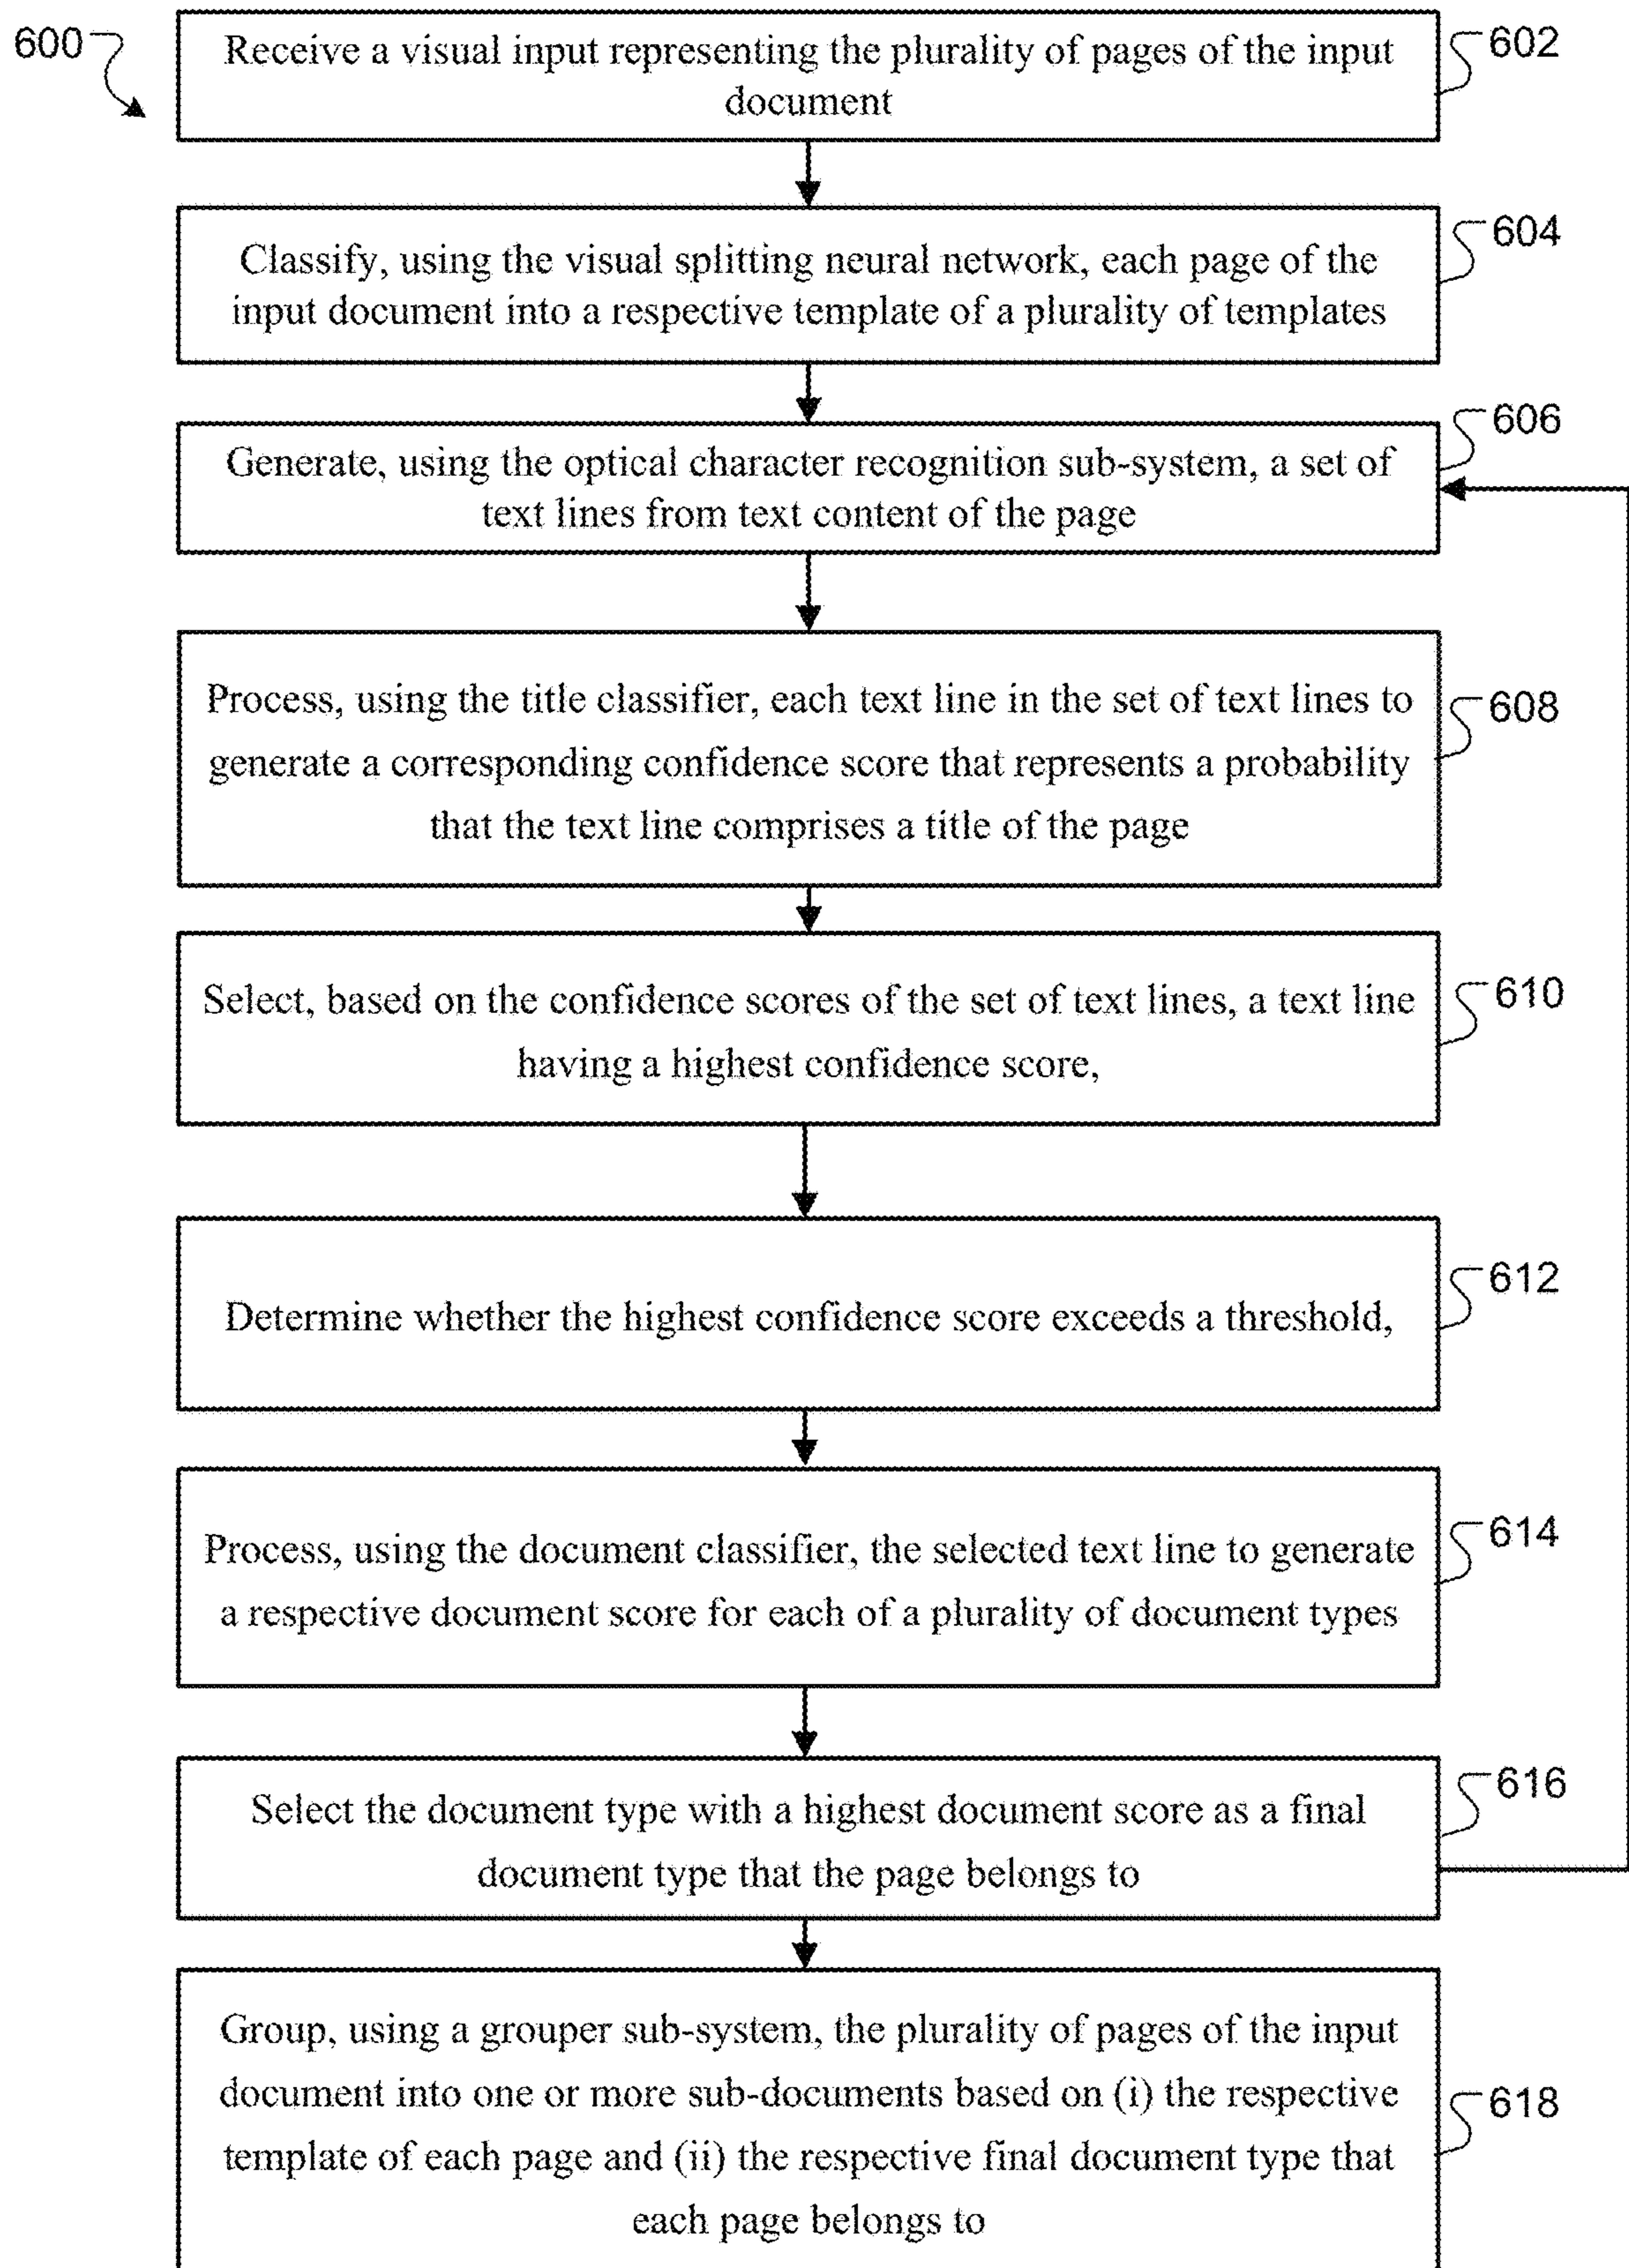 600
Receive a visual input representing the plurality of pages of the input
document
602
Classify, using the visual splitting neural network, each page of the
input document into a respective template of a plurality of templates
604
Generate, using the optical character recognition sub-system, a set of
text lines from text content of the page
606
Process, using the title classifier, each text line in the set of text lines to
generate a corresponding confidence score that represents a probability
that the text line comprises a title of the page
608
Select, based on the confidence scores of the set of text lines, a text line
having a highest confidence score,
610
Determine whether the highest confidence score exceeds a threshold,
612
Process, using the document classifier, the selected text line to generate
a respective document score for each of a plurality of document types
614
Select the document type with a highest document score as a final
document type that the page belongs to
616
Group, using a grouper sub-system, the plurality of pages of the input
document into one or more sub-documents based on (i) the respective
template of each page and (ii) the respective final document type that
each page belongs to
618